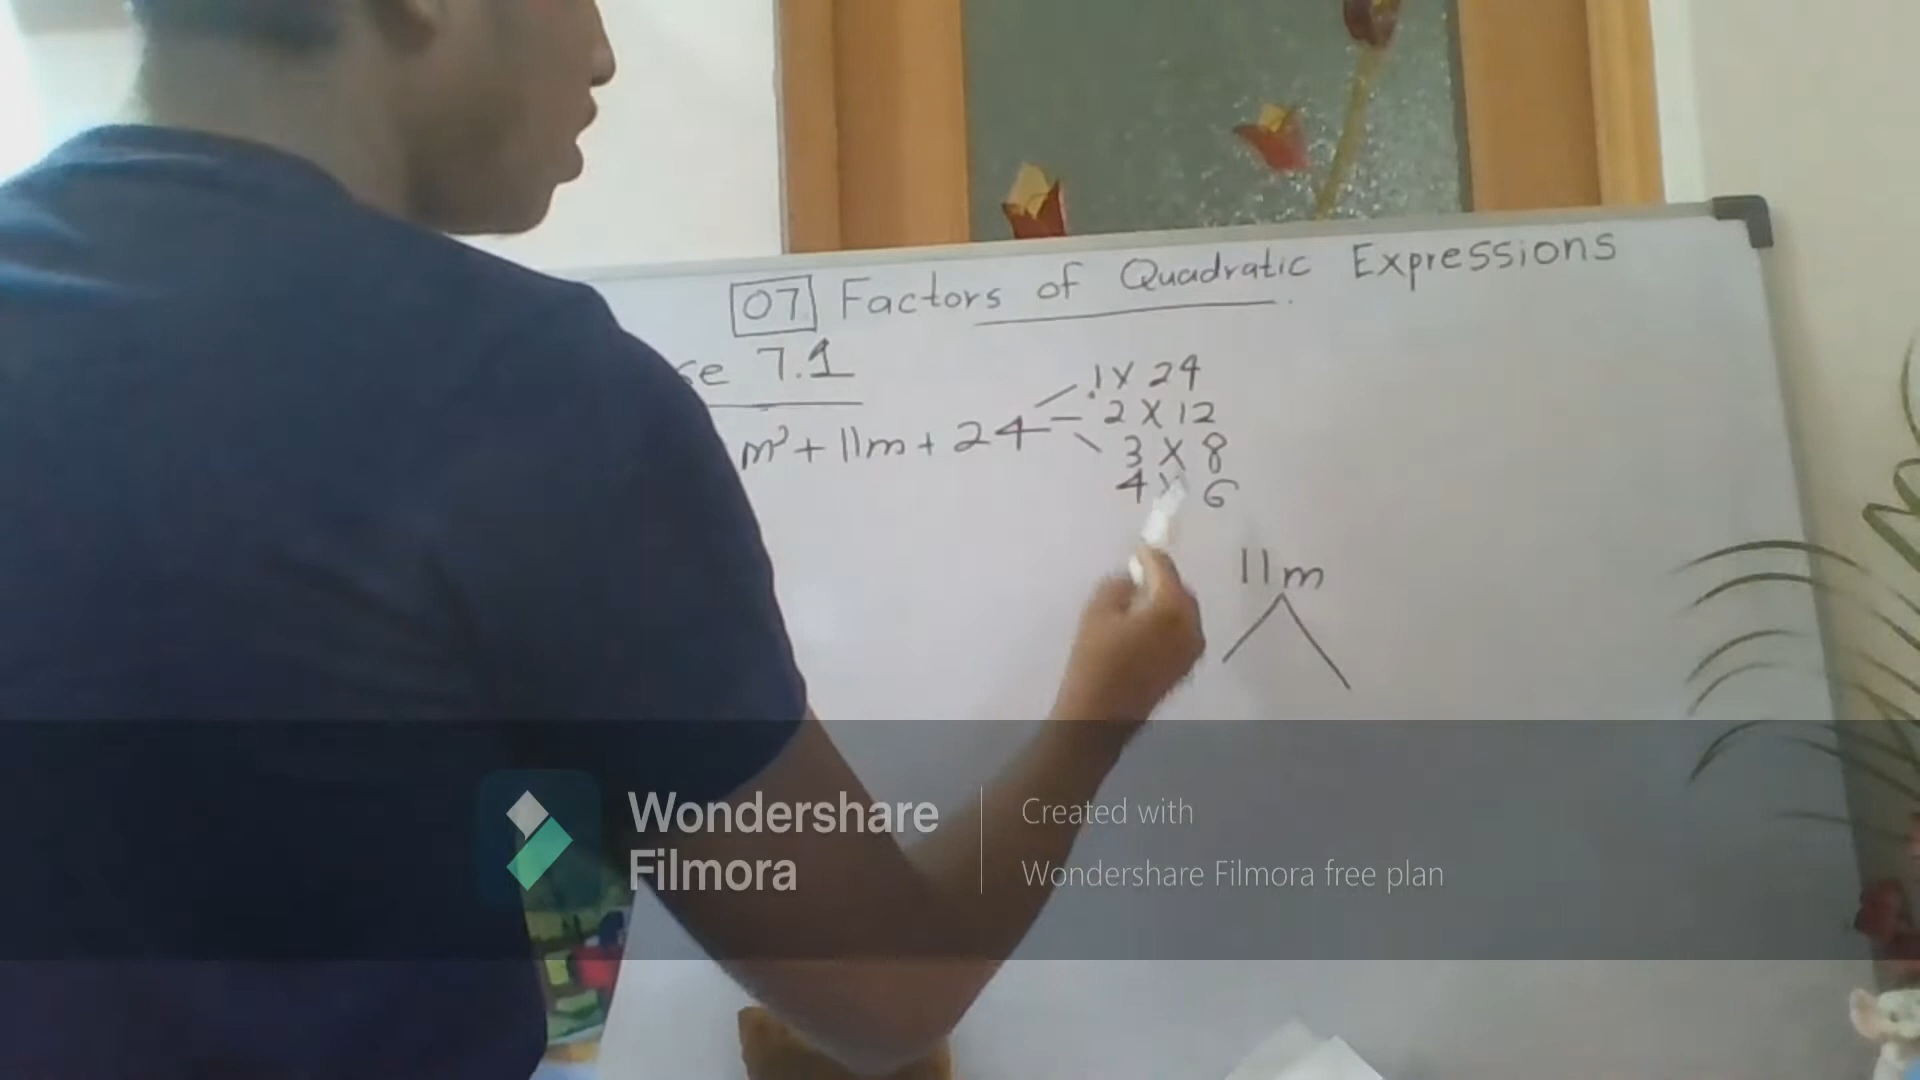 07 Factors of Quadratic Expressions
se 7.1
m² + 11m + 24
1 x 24
2 x 12
3 x 8
4 x 6
11m
Wondershare
Filmora
Created with
Wondershare Filmora free plan